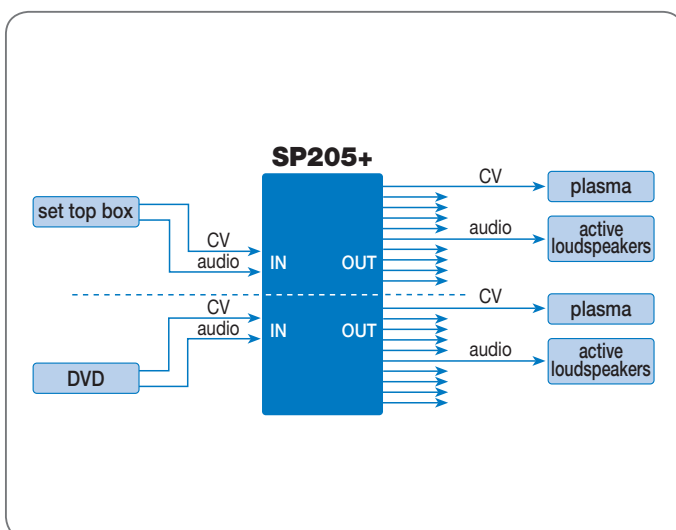 SP205+
CV
plasma
set top box
audio
active
loudspeakers
CV
audio
IN
OUT
CV
CV
plasma
audio
IN
OUT
audio
active
loudspeakers
DVD